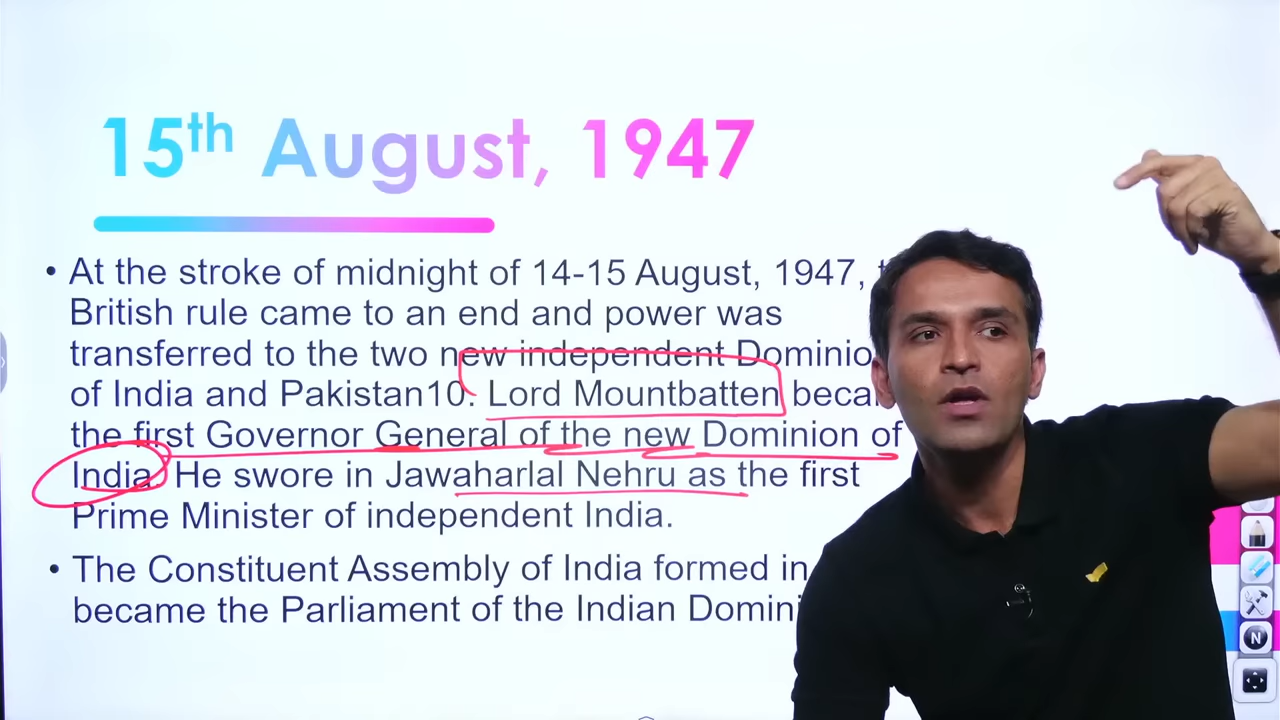 15th August, 1947
• At the stroke of midnight of 14-15 August, 1947,
British rule came to an end and power was
transferred to the two new independent
of India and Pakistan10. Lord Mountbatten
the first Governor General of the new Dominion of
India. He swore in Jawaharlal Nehru as the first
Prime Minister of independent India.
• The Constituent Assembly of India formed in
became the Parliament of the Indian
N